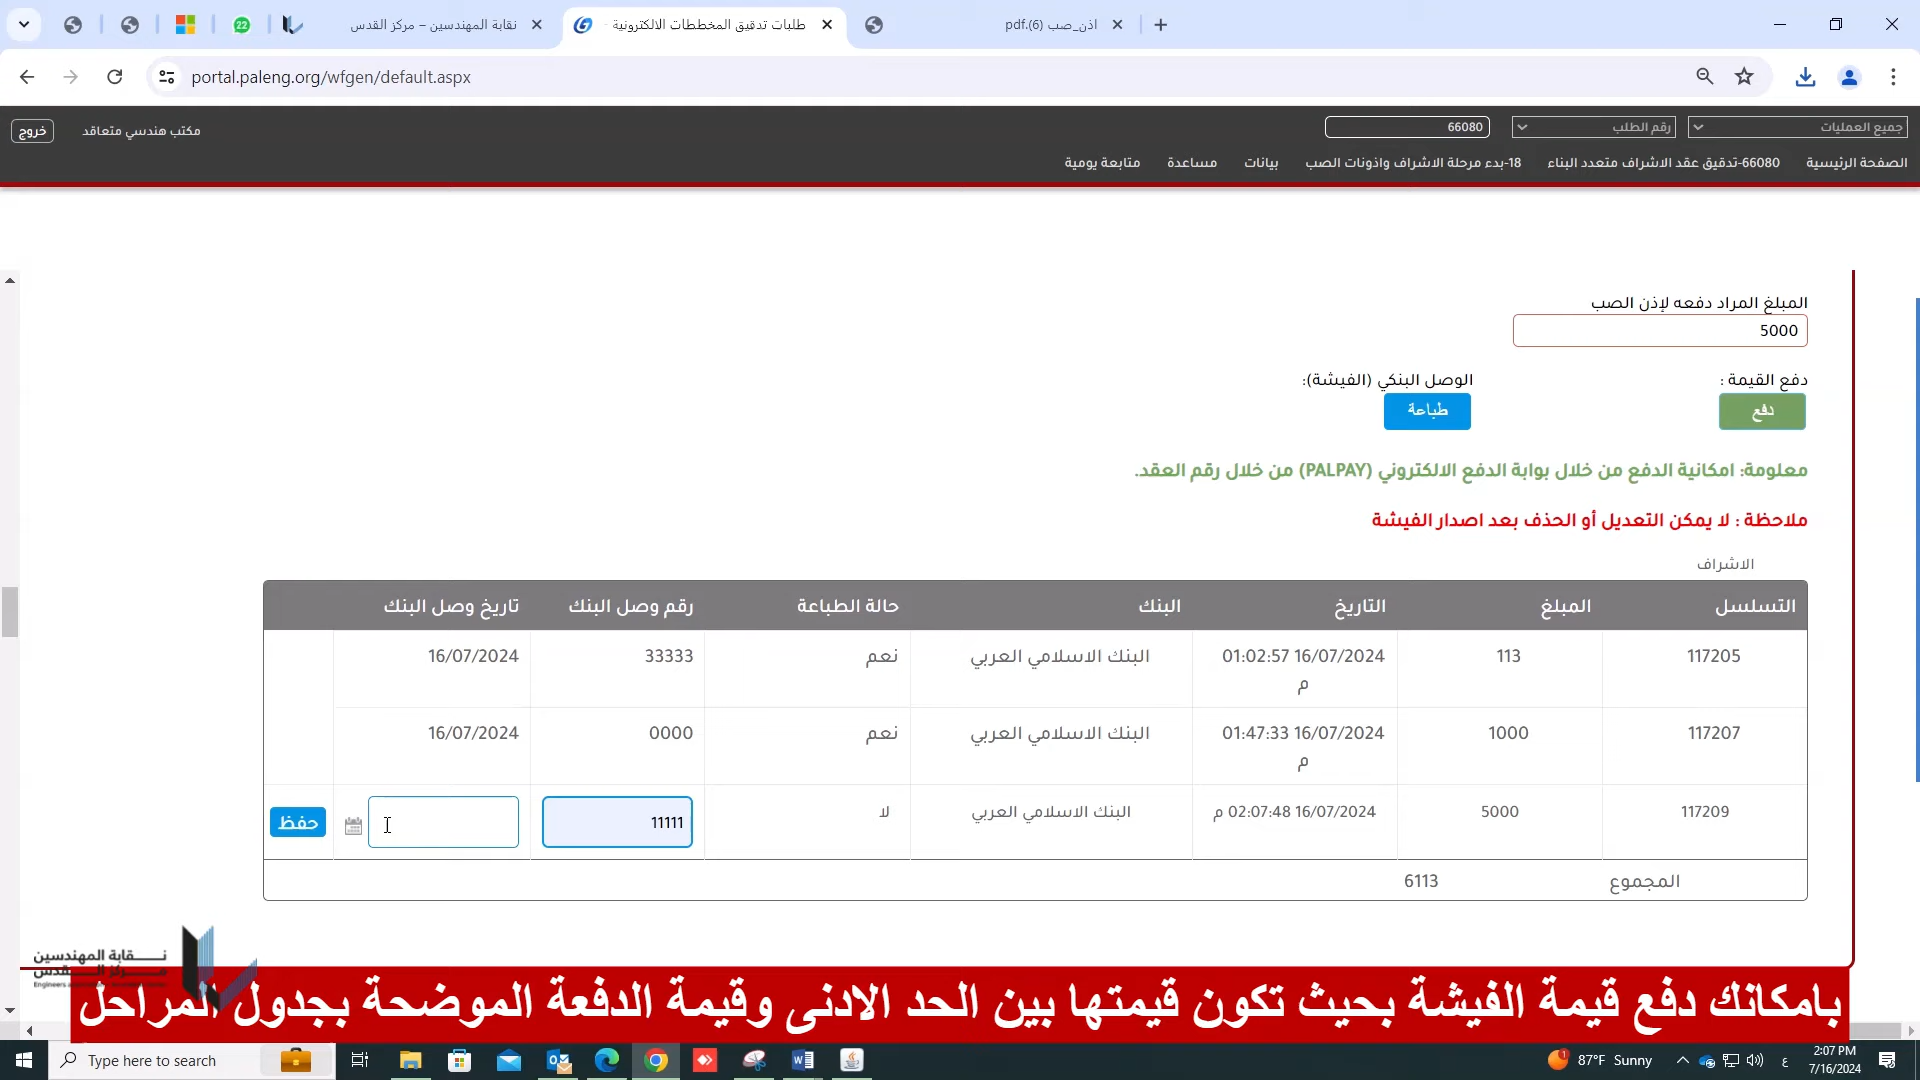 نقابة المهندسين – مركز القدس
طلبات تدقيق المخططات الالكترونية -
اذن_صب (6).pdf
portal.paleng.org/wfgen/default.aspx
جميع العمليات
رقم الطلب
66080
مكتب هندسي متعاقد
خروج
الصفحة الرئيسية
66080-تدقيق عقد الاشراف متعدد البناء
18-بدء مرحلة الاشراف واذونات الصب
بيانات
مساعدة
متابعة يومية
المبلغ المراد دفعه لإذن الصب
5000
دفع القيمة :
الوصل البنكي (الفيشة):
دفع
طباعة
معلومة: امكانية الدفع من خلال بوابة الدفع الالكتروني (PALPAY) من خلال رقم العقد.
ملاحظة : لا يمكن التعديل أو الحذف بعد اصدار الفيشة
الاشراف
التسلسل المبلغ التاريخ البنك حالة الطباعة رقم وصل البنك تاريخ وصل البنك
117205 113 16/07/2024 01:02:57 م البنك الاسلامي العربي نعم 33333 16/07/2024
117207 1000 16/07/2024 01:47:33 م البنك الاسلامي العربي نعم 0000 16/07/2024
117209 5000 16/07/2024 02:07:48 م البنك الاسلامي العربي لا 11111 حفظ
المجموع 6113
نقابة المهندسين
مركز القدس
بامكانك دفع قيمة الفيشة بحيث تكون قيمتها بين الحد الادنى وقيمة الدفعة الموضحة بجدول المراحل
Type here to search
87°F Sunny
ع
2:07 PM
7/16/2024